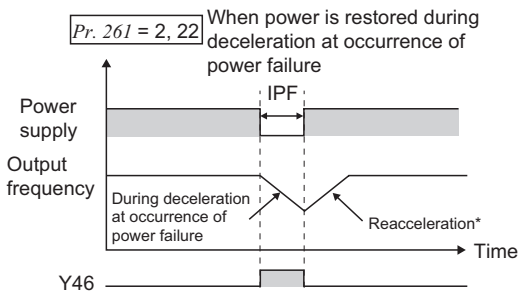 Pr. 261 = 2, 22
When power is restored during
deceleration at occurrence of
power failure
IPF
Power
supply
Output
frequency
During deceleration
at occurrence of
power failure
Reacceleration*
Time
Y46